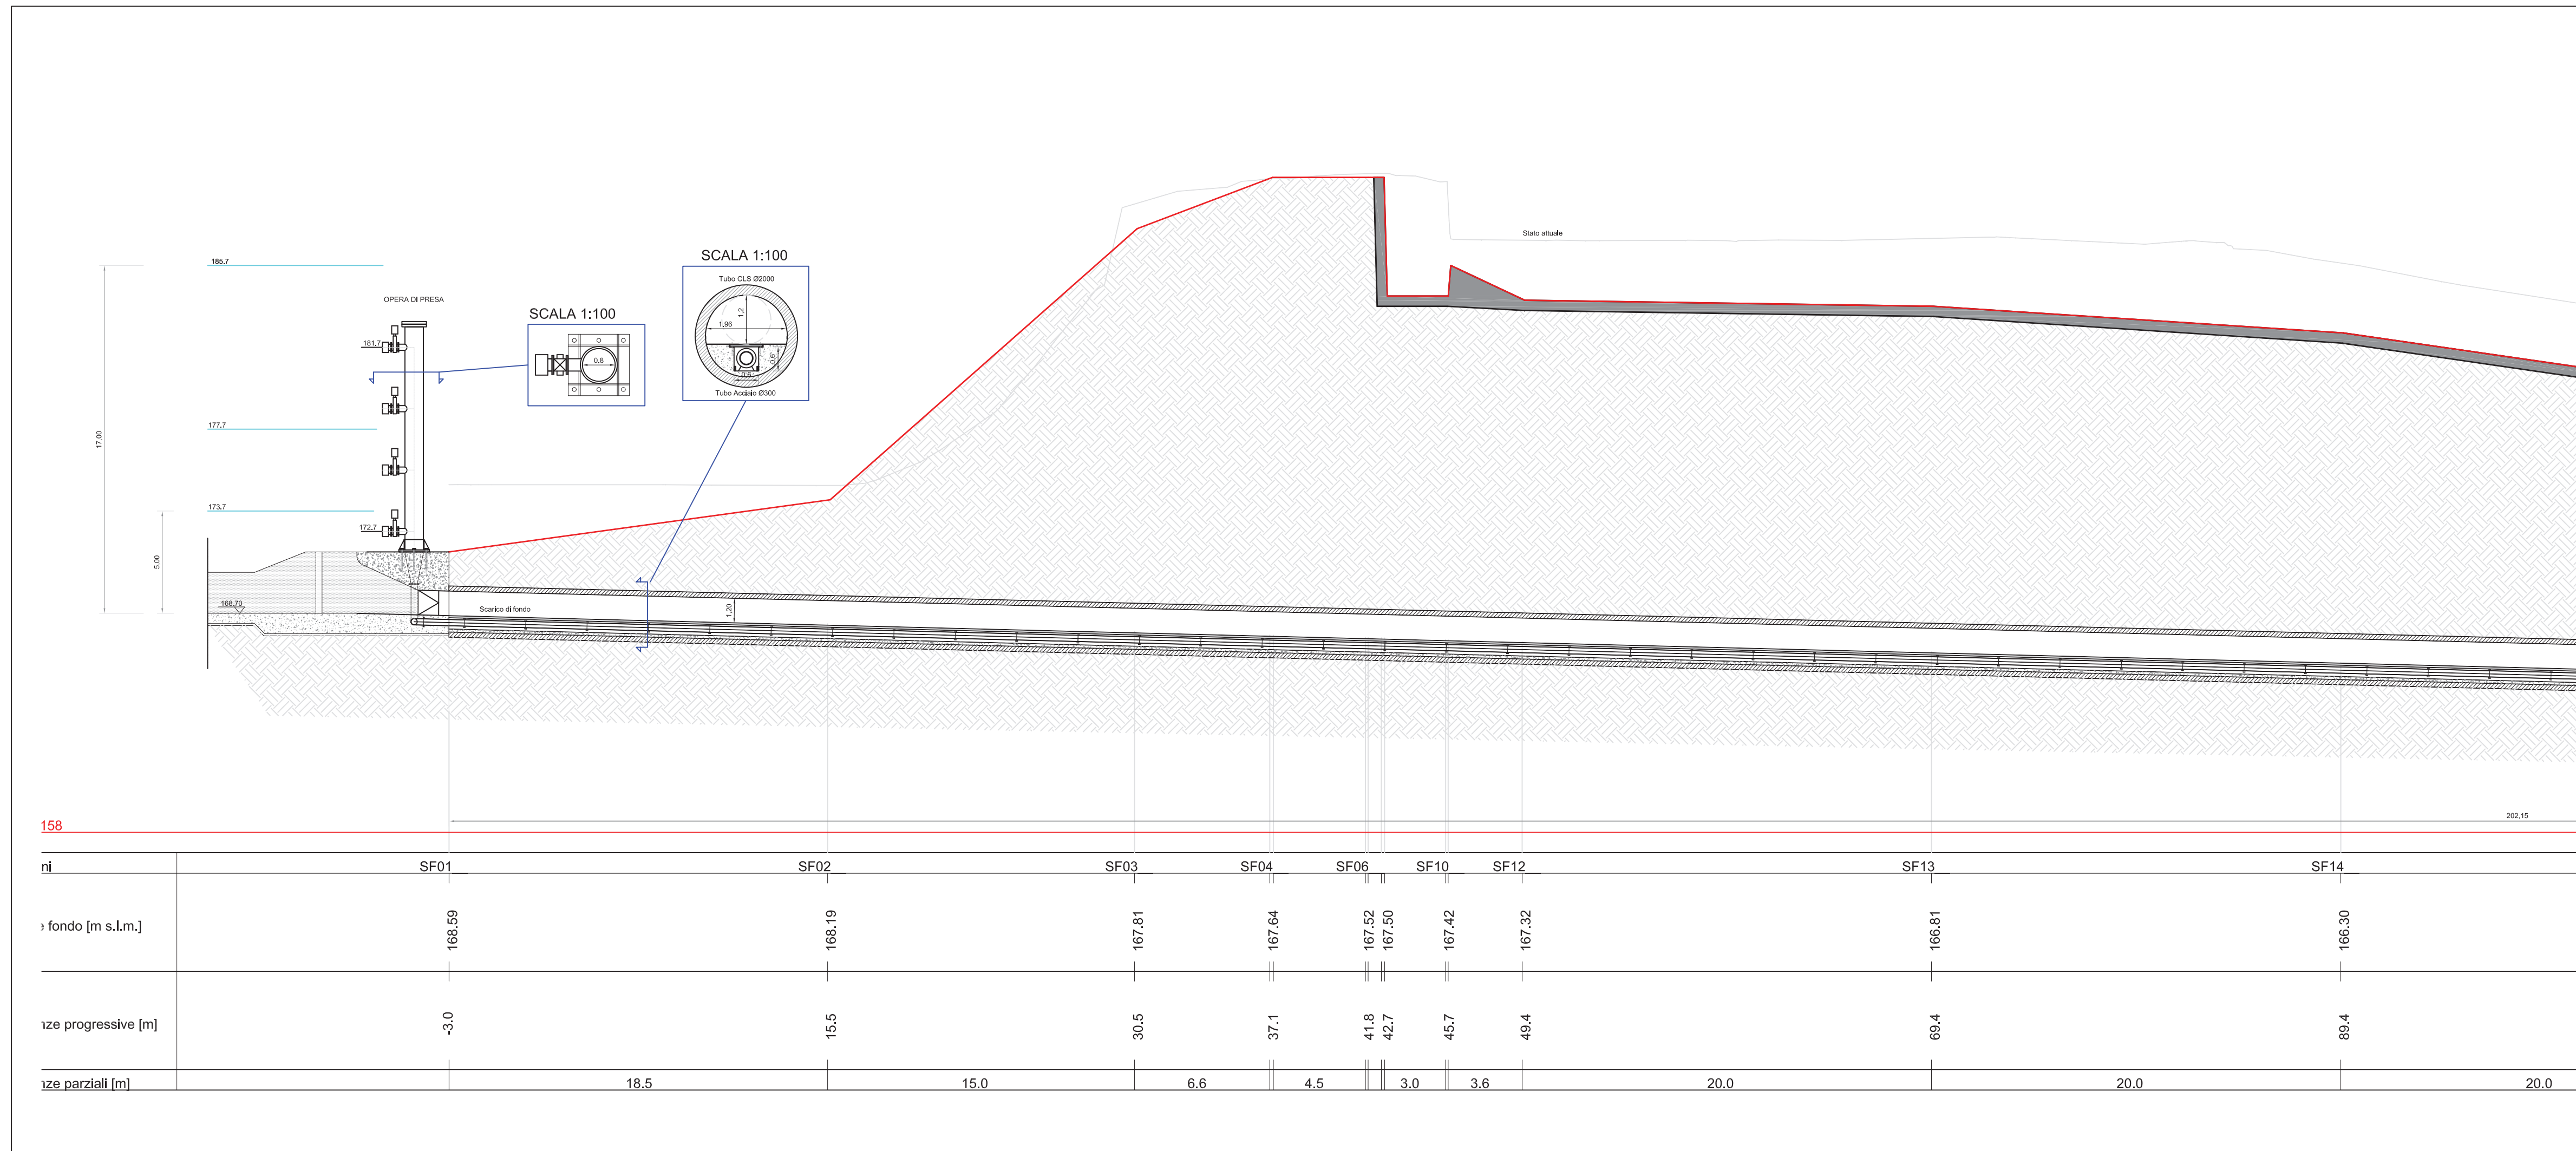 SCALA 1:100
Tubo CLS Ø2000
1,2
1,96
0,6
0,6
Tubo Acciaio Ø300
SCALA 1:100
0,8
Stato attuale
185,7
OPERA DI PRESA
181,7
177,7
17,00
173,7
172,7
5,00
168,70
Scarico di fondo
1,20
158
202,15
ni SF01 SF02 SF03 SF04 SF06 SF10 SF12 SF13 SF14
e fondo [m s.l.m.] 168.59 168.19 167.81 167.64 167.52 167.50 167.42 167.32 166.81 166.30
nze progressive [m] -3.0 15.5 30.5 37.1 41.8 42.7 45.7 49.4 69.4 89.4
nze parziali [m] 18.5 15.0 6.6 4.5 3.0 3.6 20.0 20.0 20.0